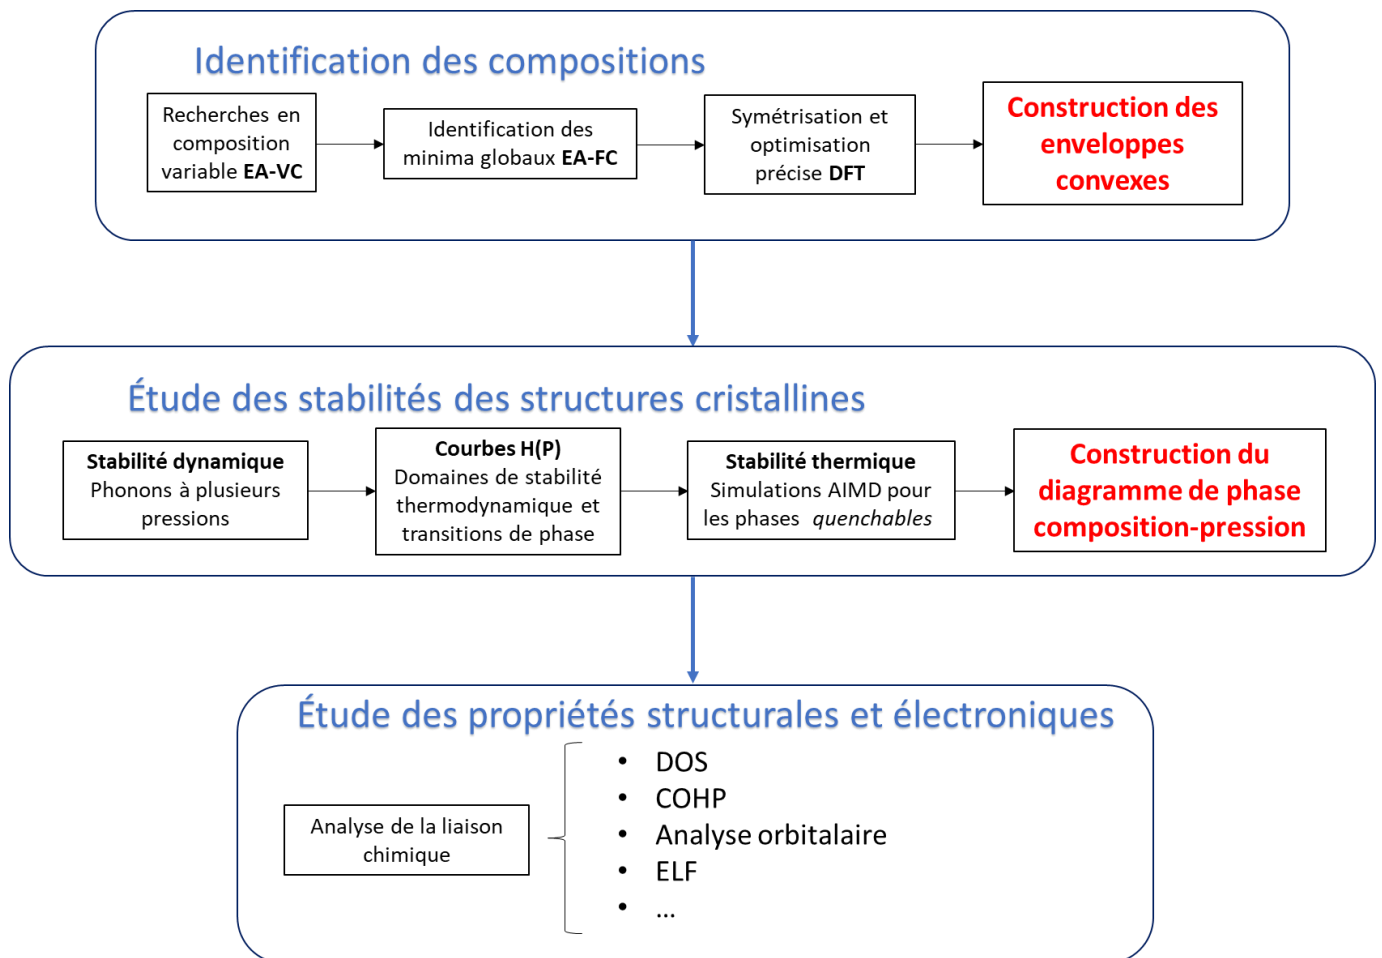 Identification des compositions
Recherches en
composition
variable EA-VC
Identification des
minima globaux EA-FC
Symétrisation et
optimisation
précise DFT
Construction des
enveloppes
convexes
Étude des stabilités des structures cristallines
Stabilité dynamique
Phonons à plusieurs
pressions
Courbes H(P)
Domaines de stabilité
thermodynamique et
transitions de phase
Stabilité thermique
Simulations AIMD pour
les phases quenchables
Construction du
diagramme de phase
composition-pression
Étude des propriétés structurales et électroniques
Analyse de la liaison
chimique
• DOS
• COHP
• Analyse orbitalaire
• ELF
• ...